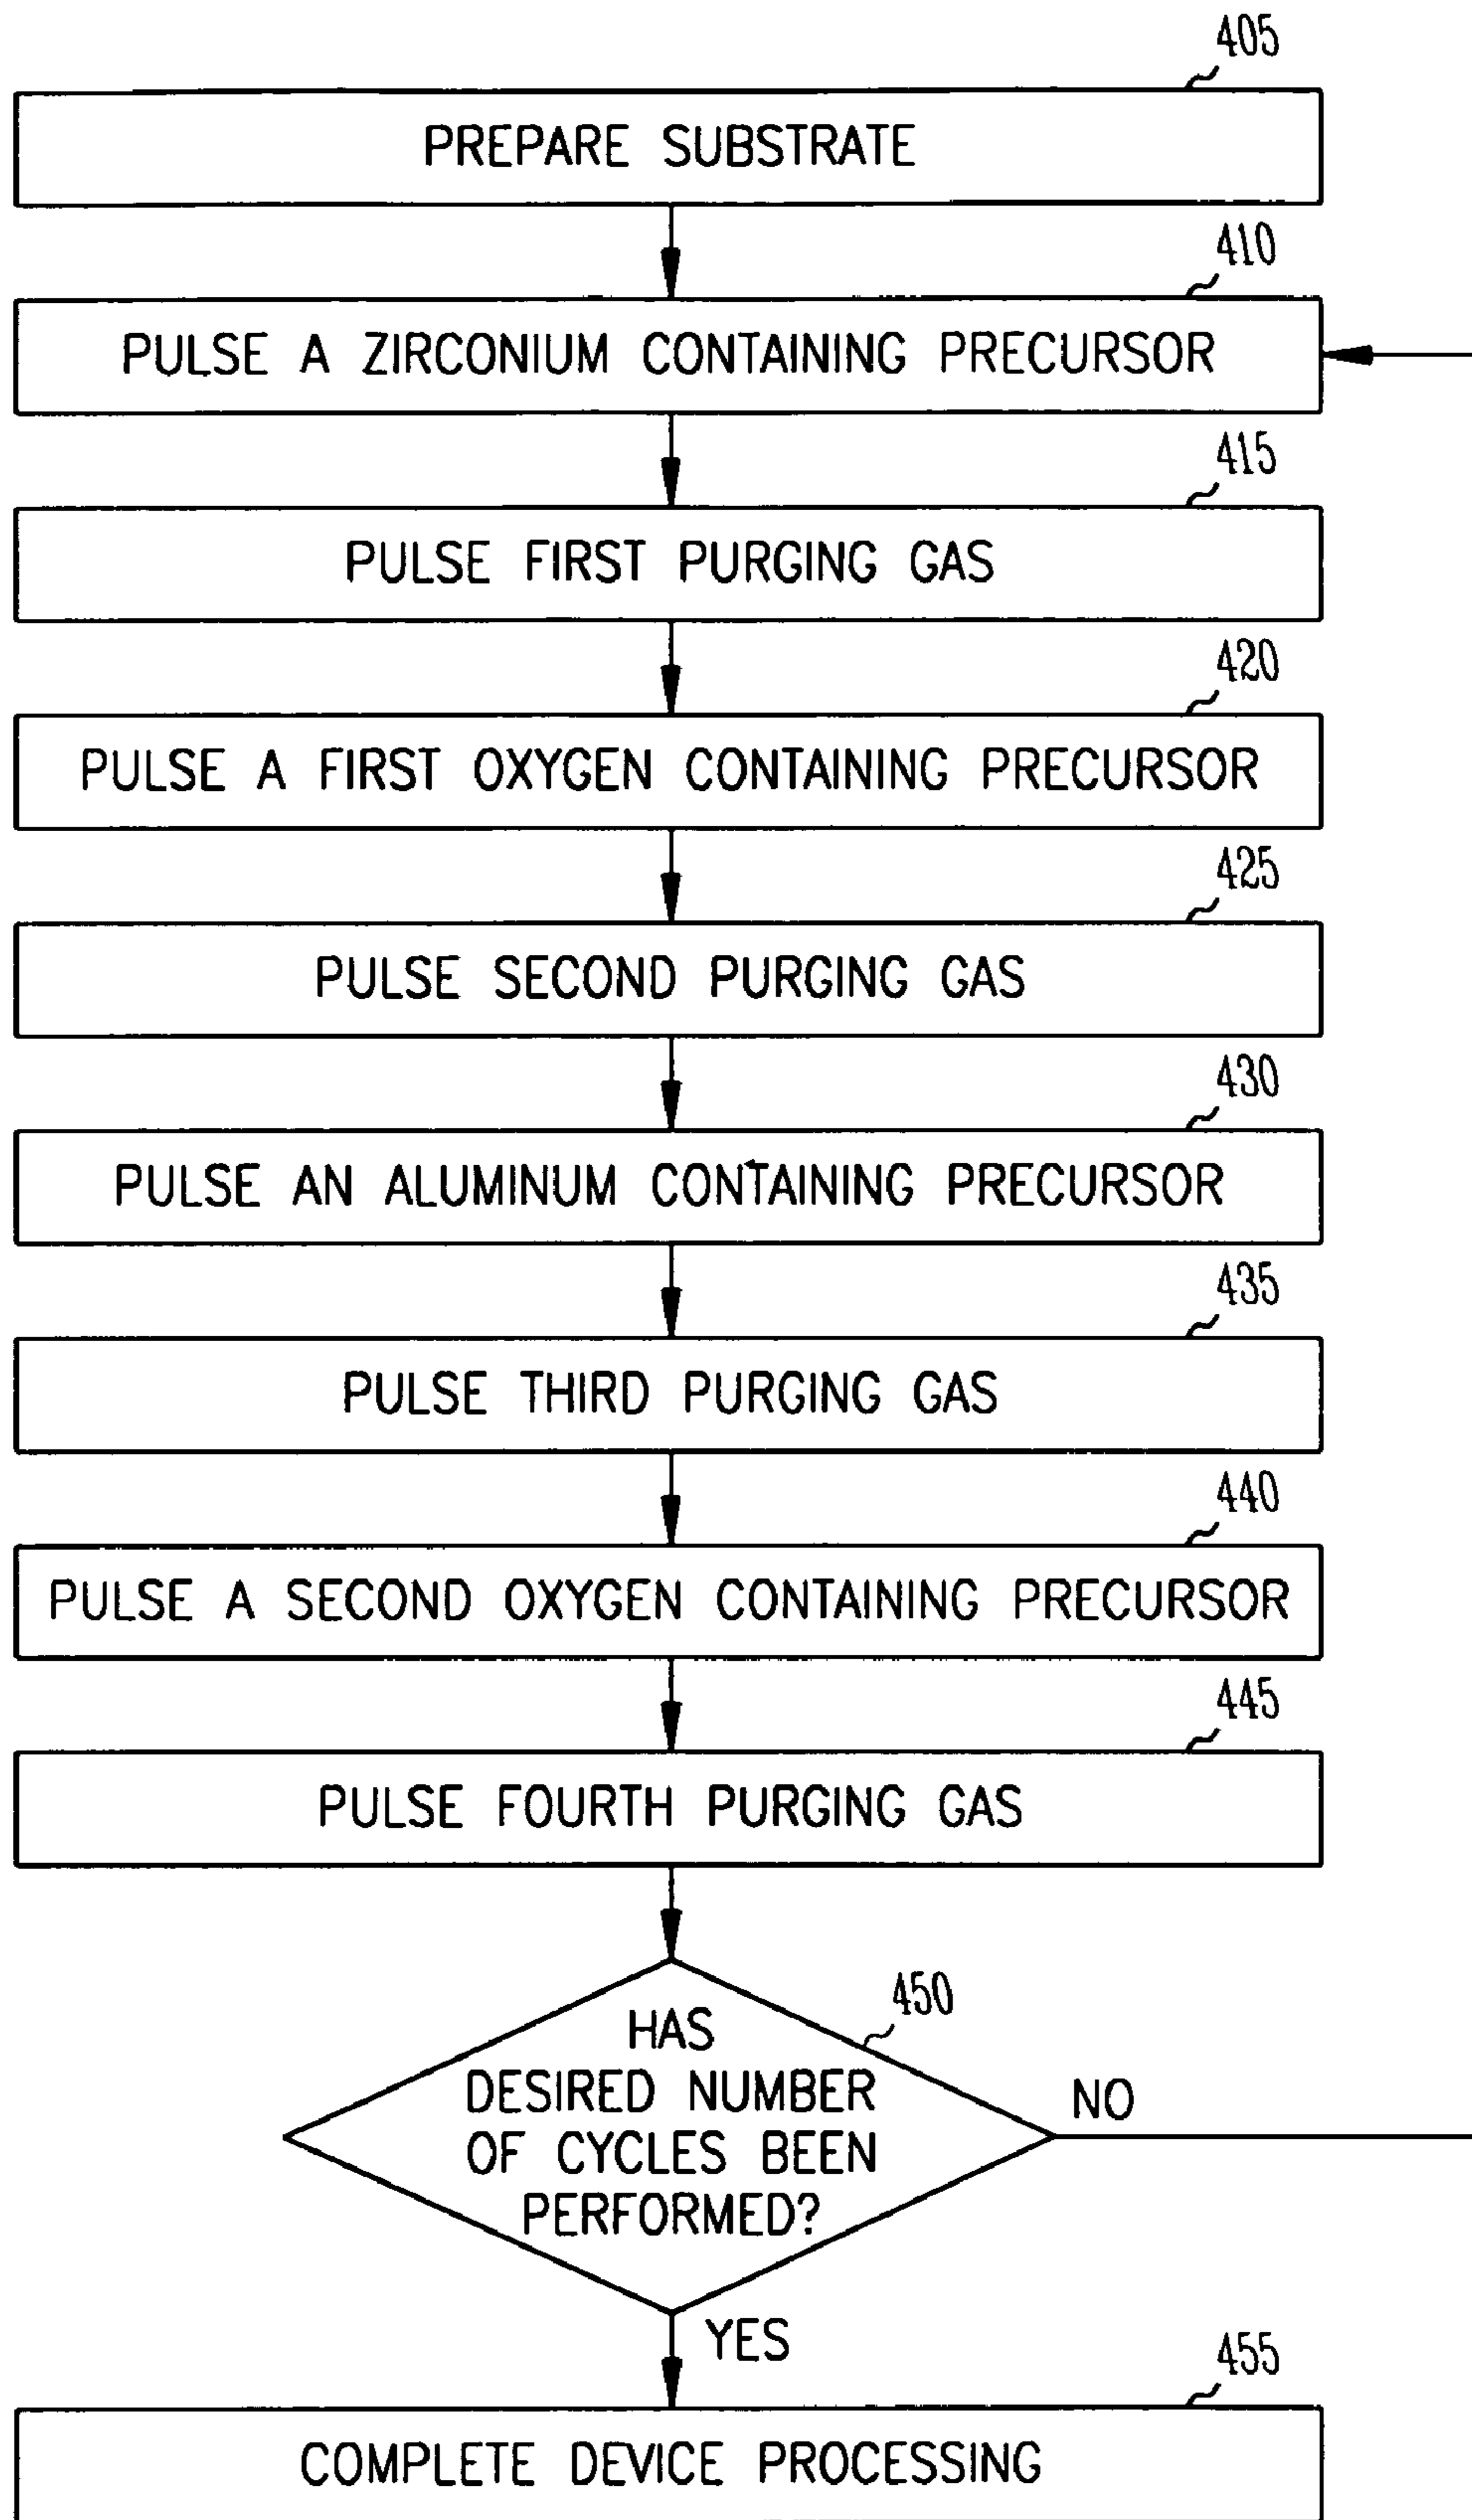 405
PREPARE SUBSTRATE
410
PULSE A ZIRCONIUM CONTAINING PRECURSOR
415
PULSE FIRST PURGING GAS
420
PULSE A FIRST OXYGEN CONTAINING PRECURSOR
425
PULSE SECOND PURGING GAS
430
PULSE AN ALUMINUM CONTAINING PRECURSOR
435
PULSE THIRD PURGING GAS
440
PULSE A SECOND OXYGEN CONTAINING PRECURSOR
445
PULSE FOURTH PURGING GAS
450
HAS
DESIRED NUMBER
OF CYCLES BEEN
PERFORMED?
NO
YES
455
COMPLETE DEVICE PROCESSING